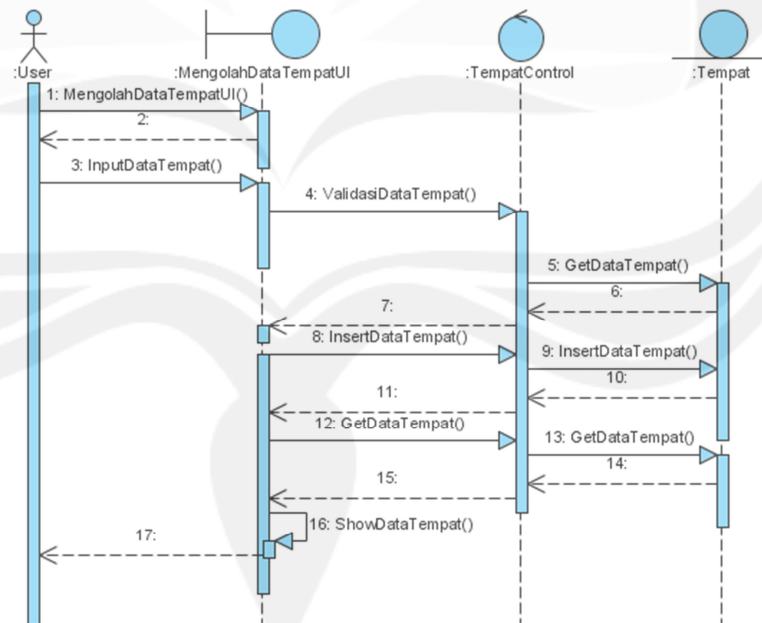 :User
:MengolahDataTempatUI
:TempatControl
:Tempat
1: MengolahDataTempatUI()
2:
3: InputDataTempat()
4: ValidasiDataTempat()
5: GetDataTempat()
6:
7:
8: InsertDataTempat()
9: InsertDataTempat()
10:
11:
12: GetDataTempat()
13: GetDataTempat()
14:
15:
16: ShowDataTempat()
17: